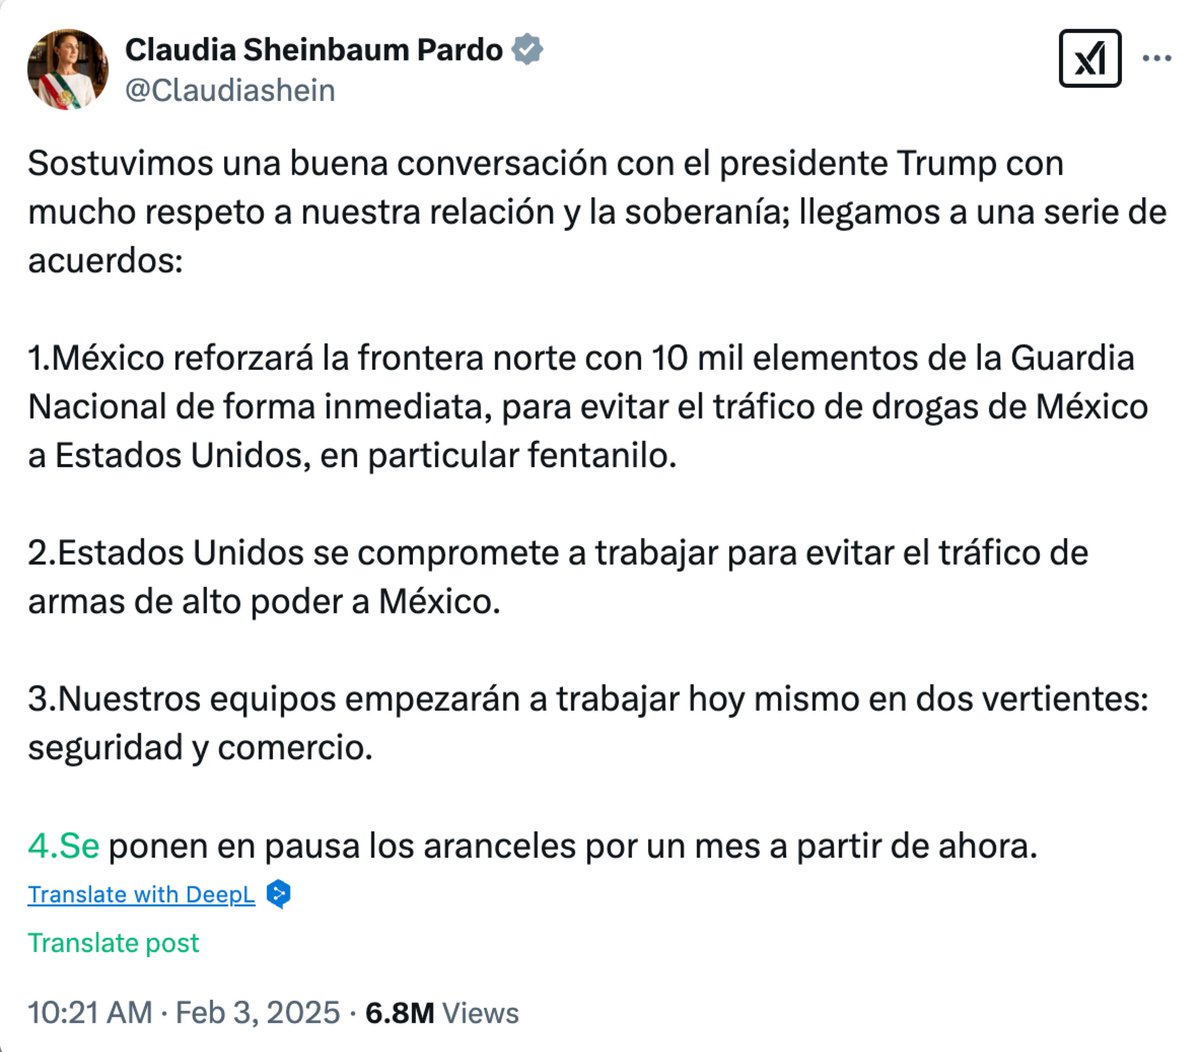 Claudia Sheinbaum Pardo
@Claudiashein
Sostuvimos una buena conversación con el presidente Trump con
mucho respeto a nuestra relación y la soberanía; llegamos a una serie de
acuerdos:
1.México reforzará la frontera norte con 10 mil elementos de la Guardia
Nacional de forma inmediata, para evitar el tráfico de drogas de México
a Estados Unidos, en particular fentanilo.
2.Estados Unidos se compromete a trabajar para evitar el tráfico de
armas de alto poder a México.
3.Nuestros equipos empezarán a trabajar hoy mismo en dos vertientes:
seguridad y comercio.
4.Se ponen en pausa los aranceles por un mes a partir de ahora.
Translate with DeepL
Translate post
10:21 AM · Feb 3, 2025 · 6.8M Views